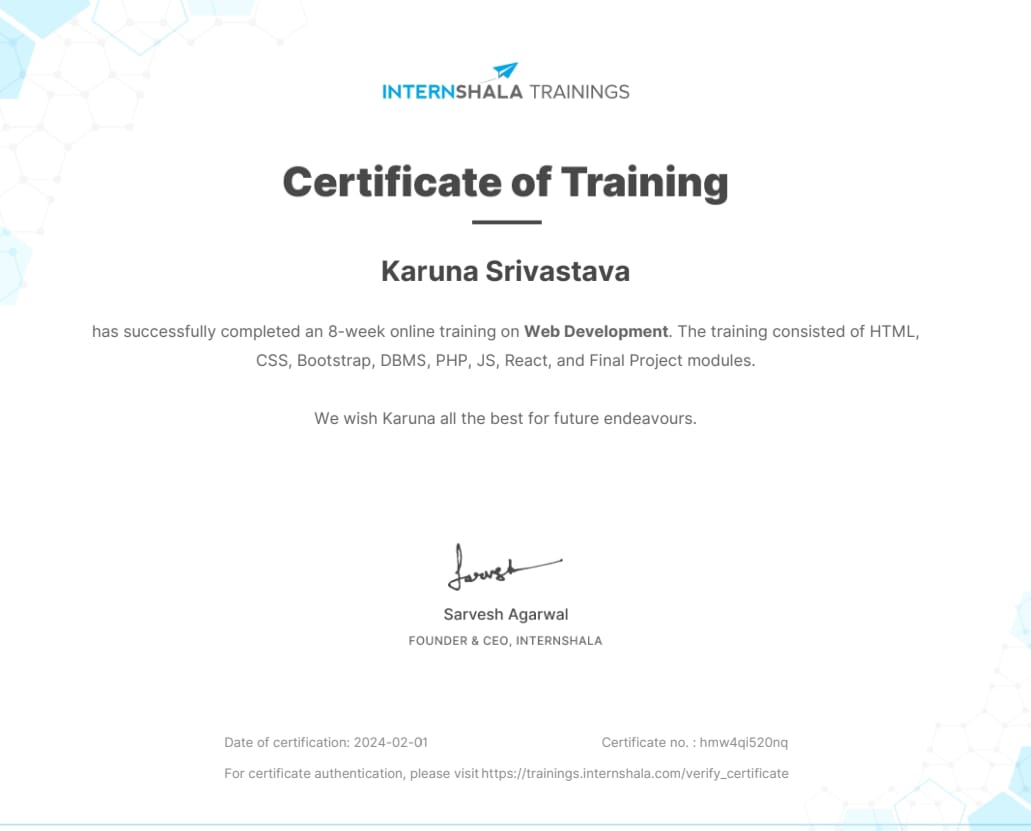 INTERNSHALA TRAININGS
Certificate of Training
Karuna Srivastava
has successfully completed an 8-week online training on Web Development. The training consisted of HTML,
CSS, Bootstrap, DBMS, PHP, JS, React, and Final Project modules.
We wish Karuna all the best for future endeavours.
Sarvesh
Sarvesh Agarwal
FOUNDER & CEO, INTERNSHALA
Date of certification: 2024-02-01 Certificate no. : hmw4qi520nq
For certificate authentication, please visit https://trainings.internshala.com/verify_certificate